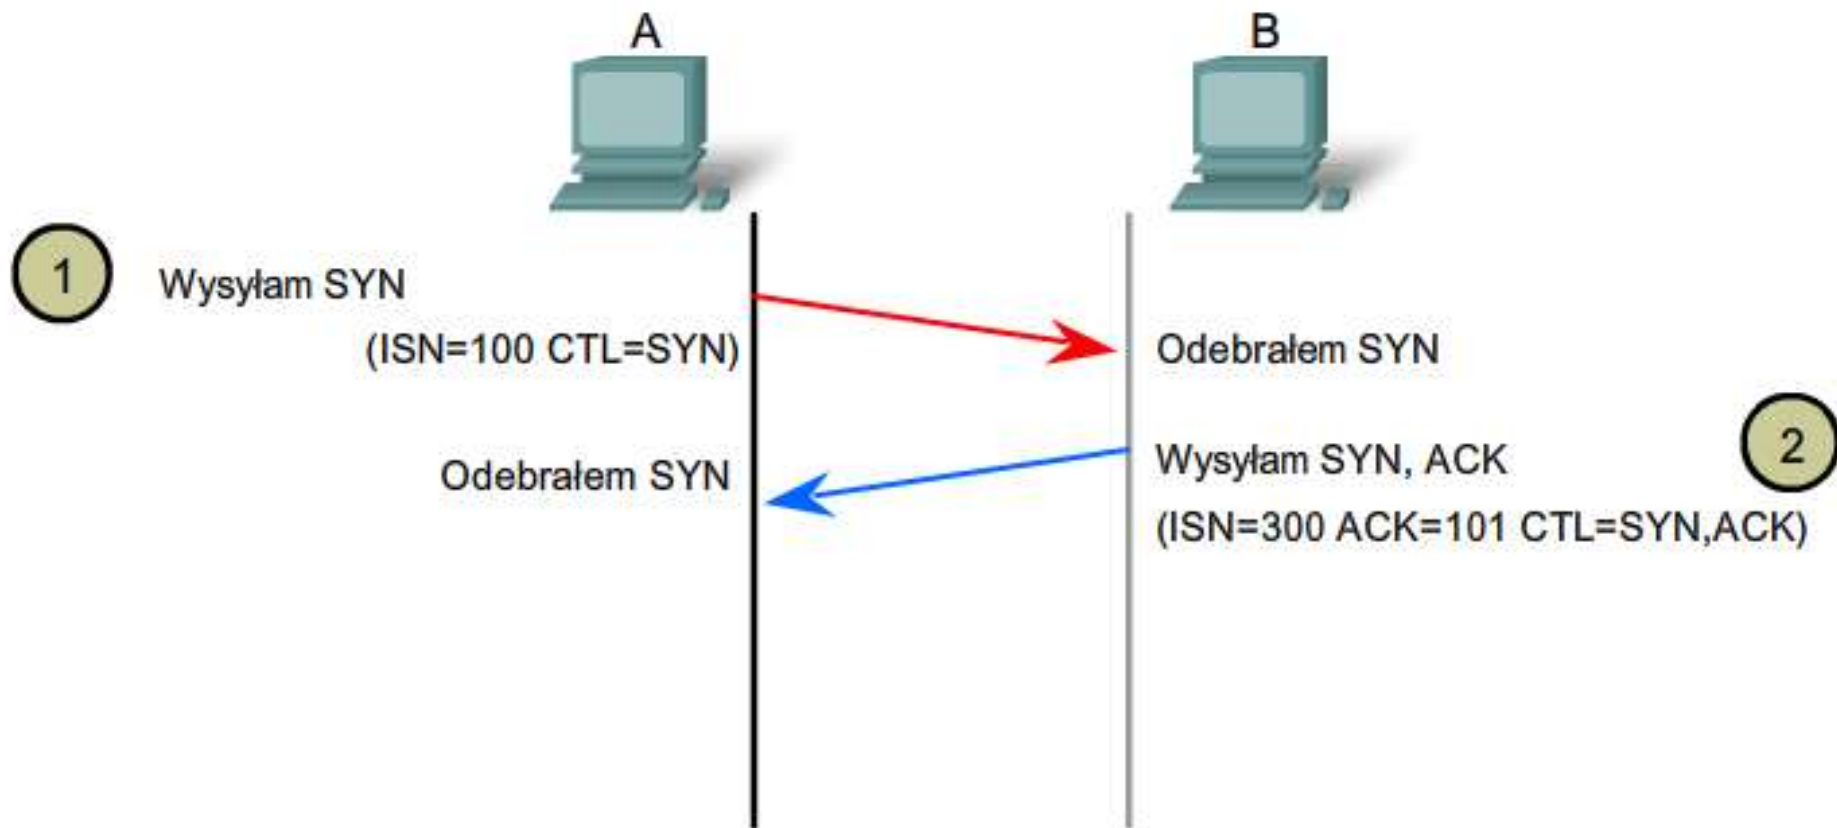 A
B
1
Wysyłam SYN
(ISN=100 CTL=SYN)
Odebrałem SYN
Wysyłam SYN, ACK
2
Odebrałem SYN
(ISN=300 ACK=101 CTL=SYN,ACK)